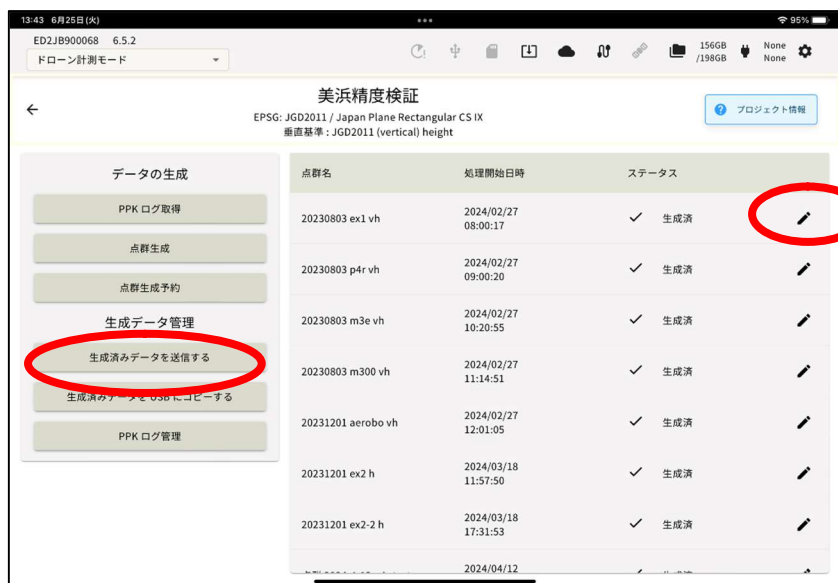 13:43 6月25日(火)
95%
ED2JB900068 6.5.2
ドローン計測モード
156GB
/198GB
None
None
美浜精度検証
EPSG: JGD2011 / Japan Plane Rectangular CS IX
垂直基準 : JGD2011 (vertical) height
プロジェクト情報
データの生成
PPK ログ取得
点群生成
点群生成予約
生成データ管理
生成済みデータを送信する
生成済みデータを USB にコピーする
PPK ログ管理
点群名 処理開始日時 ステータス
20230803 ex1 vh 2024/02/27 08:00:17 生成済
20230803 p4r vh 2024/02/27 09:00:20 生成済
20230803 m3e vh 2024/02/27 10:20:55 生成済
20230803 m300 vh 2024/02/27 11:14:51 生成済
20231201 aerobo vh 2024/02/27 12:01:05 生成済
20231201 ex2 h 2024/03/18 11:57:50 生成済
20231201 ex2-2 h 2024/03/18 17:31:53 生成済
2024/04/12